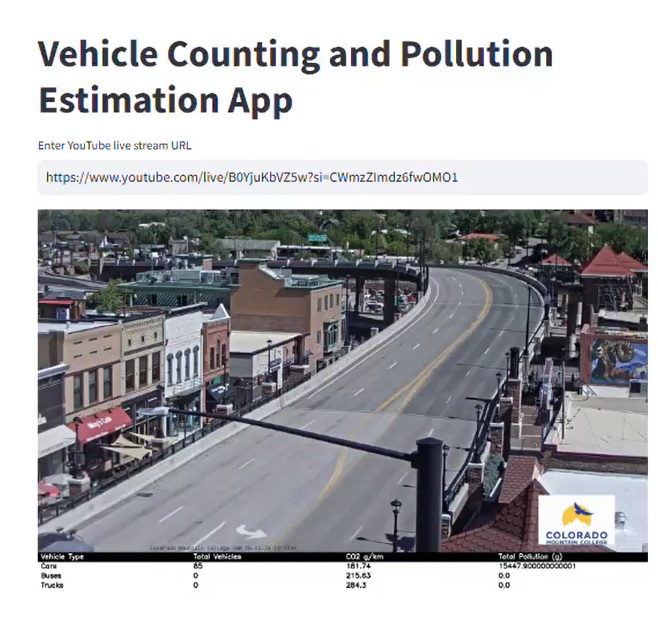 Vehicle Counting and Pollution
Estimation App
Enter YouTube live stream URL
https://www.youtube.com/live/B0YjuKbVZ5w?si=CWmzZImdz6fwOMO1
COLORADO
MOUNTAIN COLLEGE
Vehicle Type Total Vehicles CO2 g/km Total Pollution (g)
Cars 85 181.74 15447.900000000001
Buses 0 215.63 0.0
Trucks 0 284.3 0.0